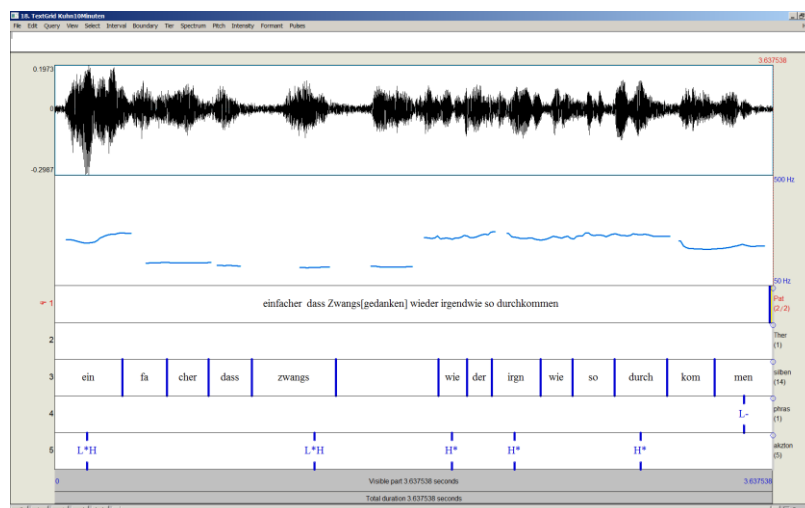 18. TextGrid Kuhn10Minuten
File Edit Query View Select Interval Boundary Tier Spectrum Pitch Intensity Formant Pulses
3.637538
0.1973
0
-0.2987
500 Hz
50 Hz
1 einfacher dass Zwangs[gedanken] wieder irgendwie so durchkommen Pat (2/2)
2 Ther (1)
3 ein fa cher dass zwangs wie der irgn wie so durch kom men silben (14)
4 L- phras (1)
5 L*H L*H H* H* H* akzton (5)
0 Visible part 3.637538 seconds 3.637538
Total duration 3.637538 seconds